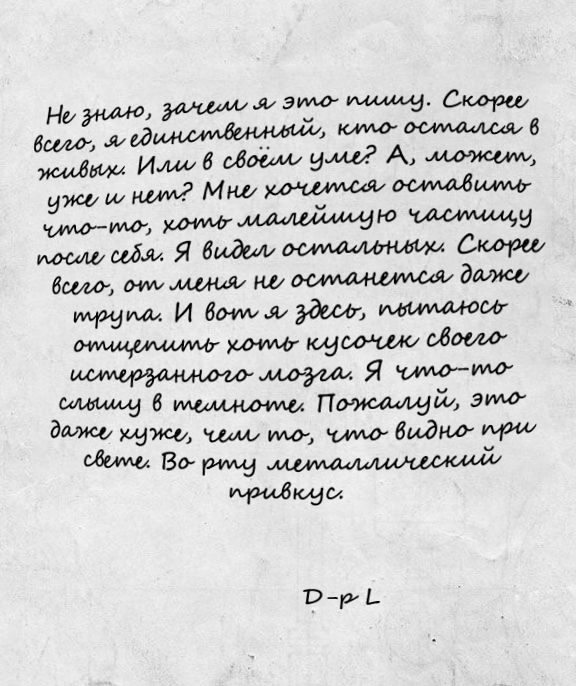 Не знаю, зачем я это пишу. Скорее
всего, я единственный, кто остался в
живых. Или в своём уме? А, может,
уже и нет? Мне хочется оставить
что-то, хоть малейшую частицу
после себя. Я видел остальных. Скорее
всего, от меня не останется даже
трупа. И вот я здесь, пытаюсь
отщепить хоть кусочек своего
истерзанного мозга. Я что-то
слышу в темноте. Пожалуй, это
даже хуже, чем то, что видно при
свете. Во рту металлический
привкус.
D-р L